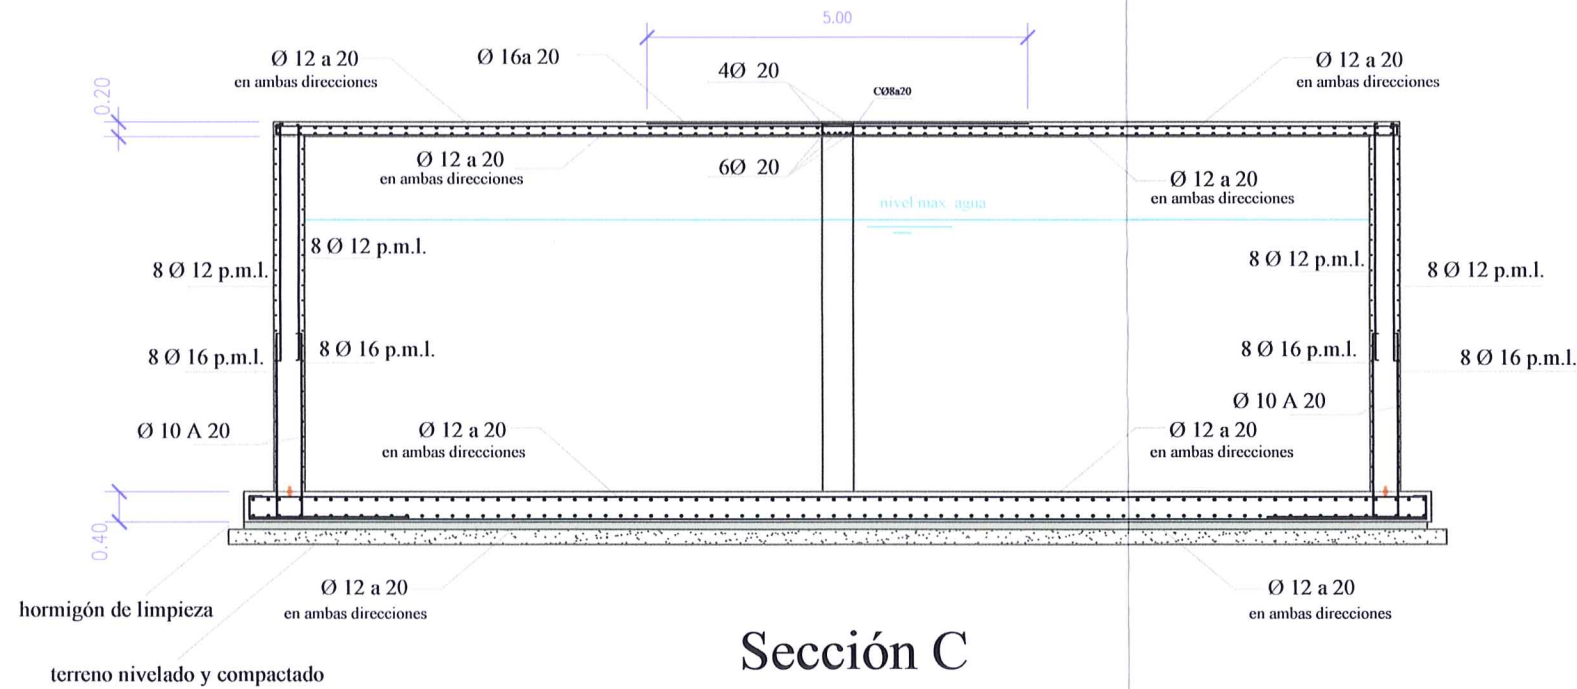 5.00
Ø 12 a 20
en ambas direcciones
Ø 16a 20
4Ø 20
CØ8a20
Ø 12 a 20
en ambas direcciones
0.20
Ø 12 a 20
en ambas direcciones
6Ø 20
Ø 12 a 20
en ambas direcciones
nivel max. agua
8 Ø 12 p.m.l.
8 Ø 12 p.m.l.
8 Ø 12 p.m.l.
8 Ø 12 p.m.l.
8 Ø 16 p.m.l.
8 Ø 16 p.m.l.
8 Ø 16 p.m.l.
8 Ø 16 p.m.l.
Ø 10 A 20
Ø 12 a 20
en ambas direcciones
Ø 10 A 20
Ø 12 a 20
en ambas direcciones
0.40
Ø 12 a 20
en ambas direcciones
Ø 12 a 20
en ambas direcciones
hormigón de limpieza
terreno nivelado y compactado
Sección C